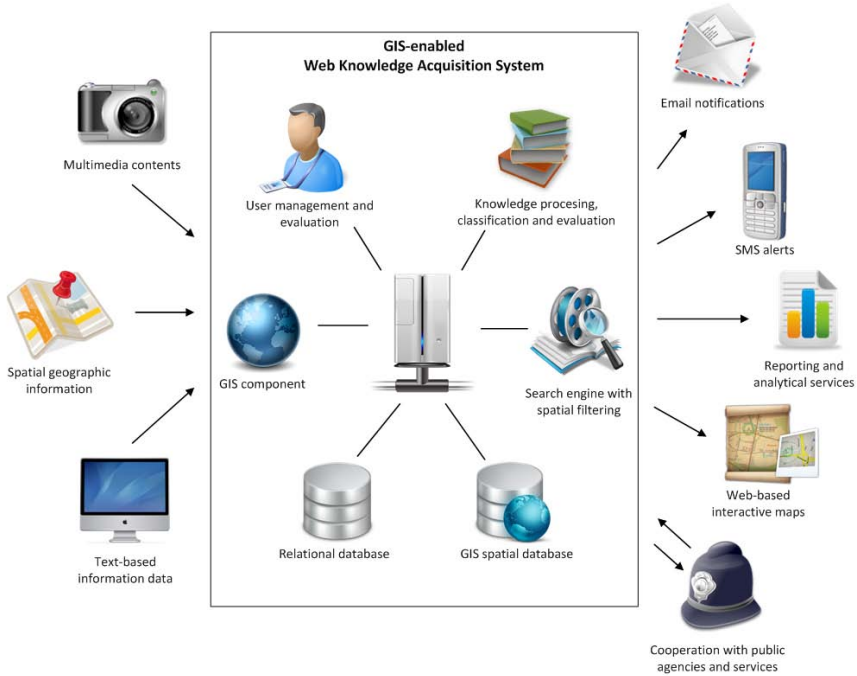 GIS-enabled
Web Knowledge Acquisition System
Email notifications
Multimedia contents
User management and
evaluation
Knowledge procesing,
classification and evaluation
SMS alerts
Spatial geographic
information
GIS component
Search engine with
spatial filtering
Reporting and
analytical services
Web-based
interactive maps
Text-based
information data
Relational database
GIS spatial database
Cooperation with public
agencies and services